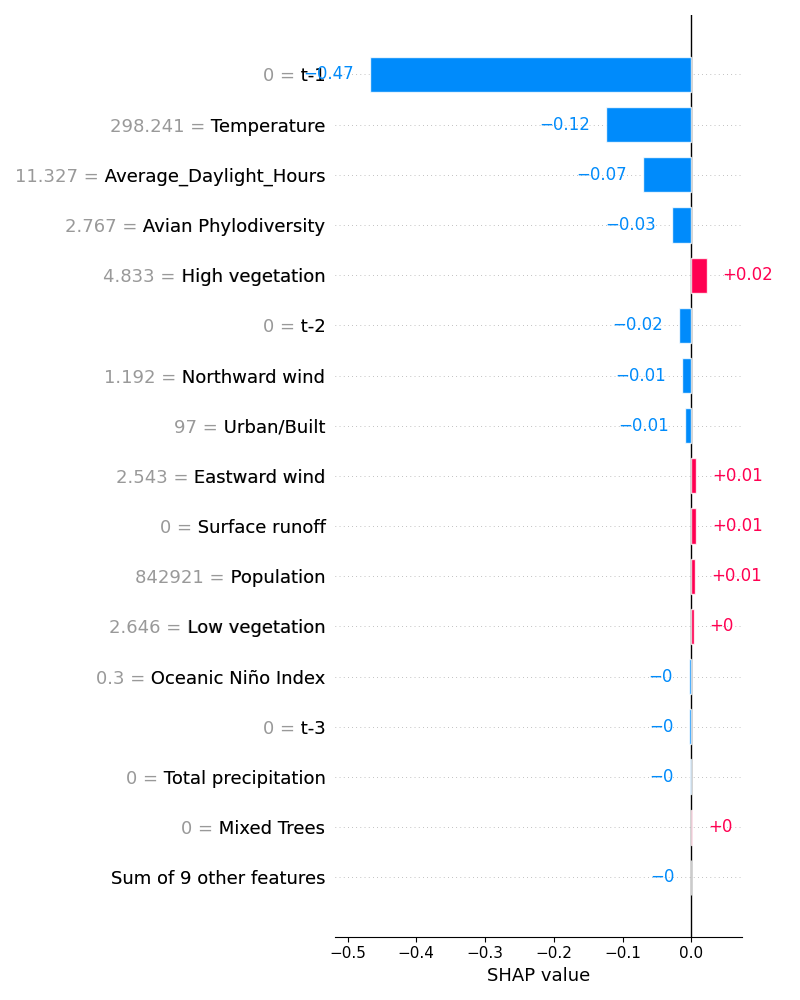 0 = t-1 −0.47
298.241 = Temperature −0.12
11.327 = Average_Daylight_Hours −0.07
2.767 = Avian Phylodiversity −0.03
4.833 = High vegetation +0.02
0 = t-2 −0.02
1.192 = Northward wind −0.01
97 = Urban/Built −0.01
2.543 = Eastward wind +0.01
0 = Surface runoff +0.01
842921 = Population +0.01
2.646 = Low vegetation +0
0.3 = Oceanic Niño Index −0
0 = t-3 −0
0 = Total precipitation −0
0 = Mixed Trees +0
Sum of 9 other features −0
−0.5 −0.4 −0.3 −0.2 −0.1 0.0
SHAP value